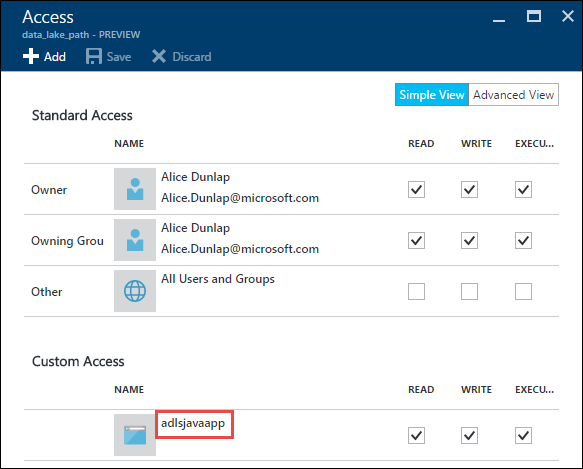 Access
data_lake_path - PREVIEW
Add Save Discard
Simple View Advanced View
Standard Access
NAME READ WRITE EXECU...
Owner Alice Dunlap
Alice.Dunlap@microsoft.com
Owning Grou Alice Dunlap
Alice.Dunlap@microsoft.com
Other All Users and Groups
Custom Access
NAME READ WRITE EXECU...
adlsjavaapp